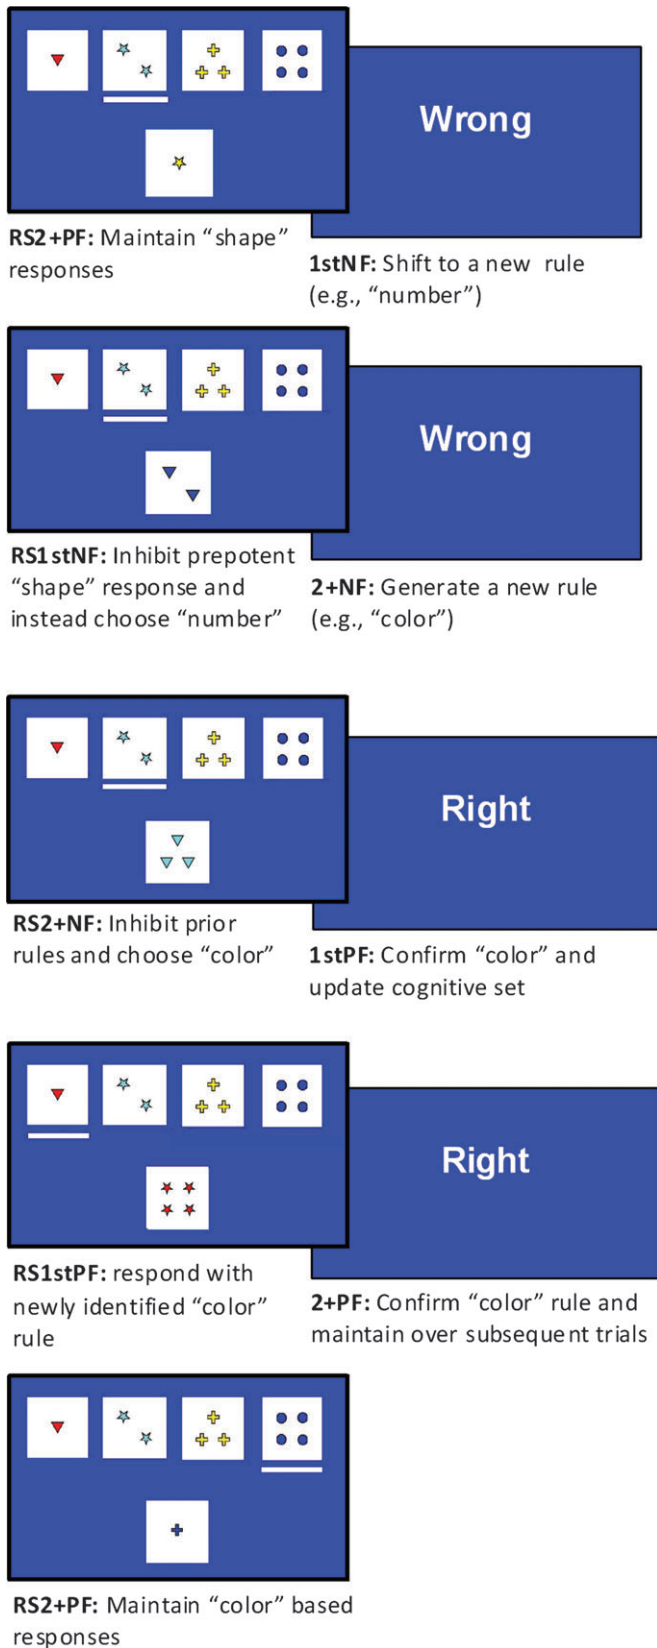 Wrong
RS2+PF: Maintain “shape”
responses
1stNF: Shift to a new rule
(e.g., “number”)
Wrong
RS1stNF: Inhibit prepotent
“shape” response and
instead choose “number”
2+NF: Generate a new rule
(e.g., “color”)
Right
RS2+NF: Inhibit prior
rules and choose “color”
1stPF: Confirm “color” and
update cognitive set
Right
RS1stPF: respond with
newly identified “color”
rule
2+PF: Confirm “color” rule and
maintain over subsequent trials
RS2+PF: Maintain “color” based
responses